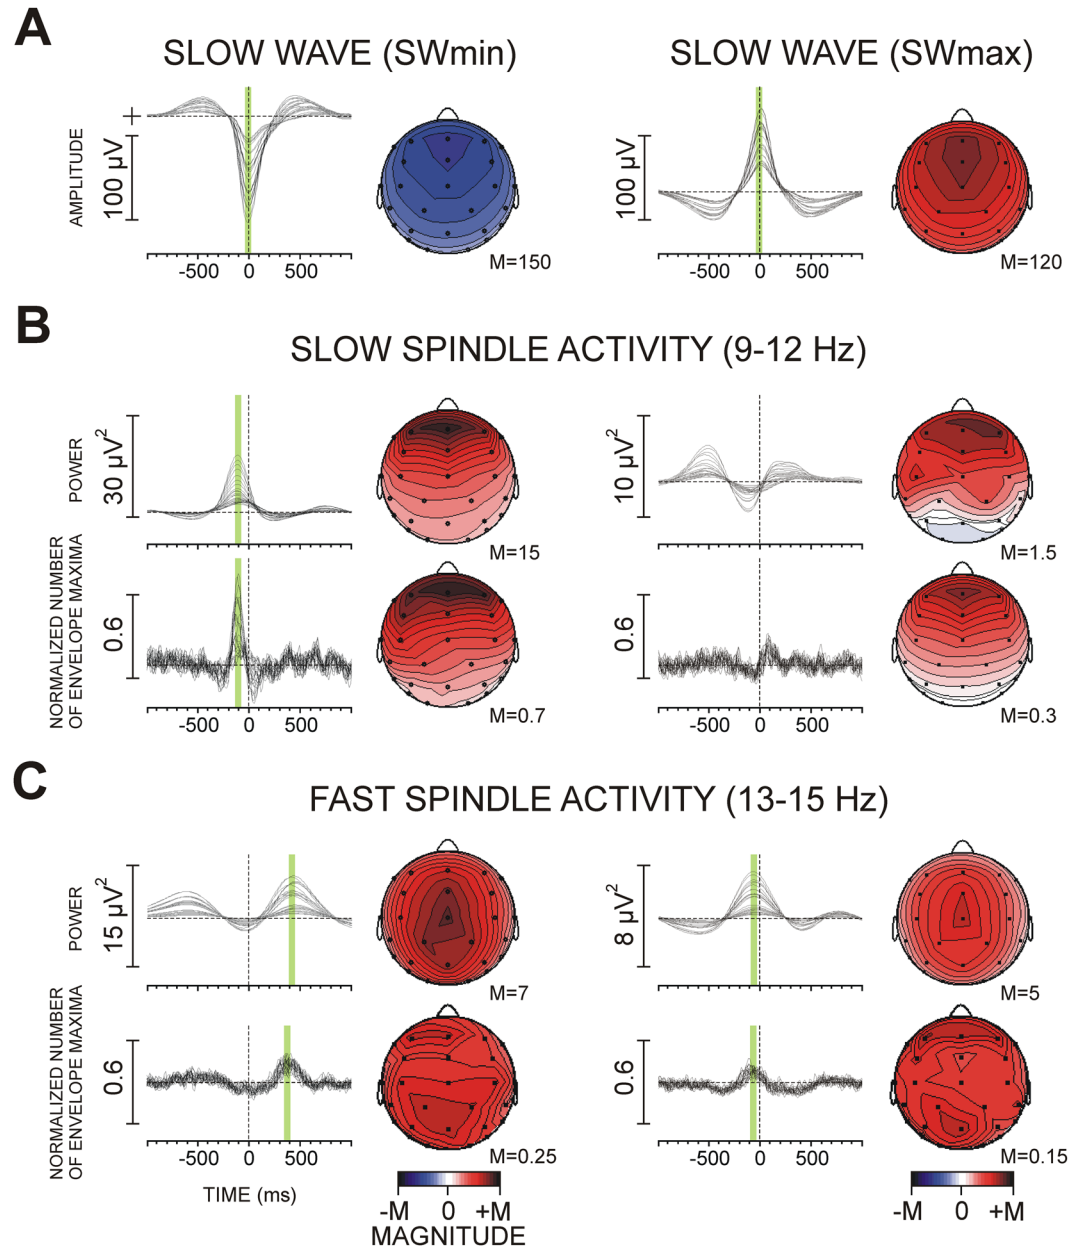 A
SLOW WAVE (SWmin)
SLOW WAVE (SWmax)
AMPLITUDE
100 µV
+
-500 0 500
M=150
100 µV
-500 0 500
M=120
B
SLOW SPINDLE ACTIVITY (9-12 Hz)
POWER
30 µV²
M=15
10 µV²
M=1.5
NORMALIZED NUMBER
OF ENVELOPE MAXIMA
0.6
-500 0 500
M=0.7
0.6
-500 0 500
M=0.3
C
FAST SPINDLE ACTIVITY (13-15 Hz)
POWER
15 µV²
M=7
8 µV²
M=5
NORMALIZED NUMBER
OF ENVELOPE MAXIMA
0.6
-500 0 500
M=0.25
0.6
-500 0 500
M=0.15
TIME (ms)
-M 0 +M
MAGNITUDE
-M 0 +M